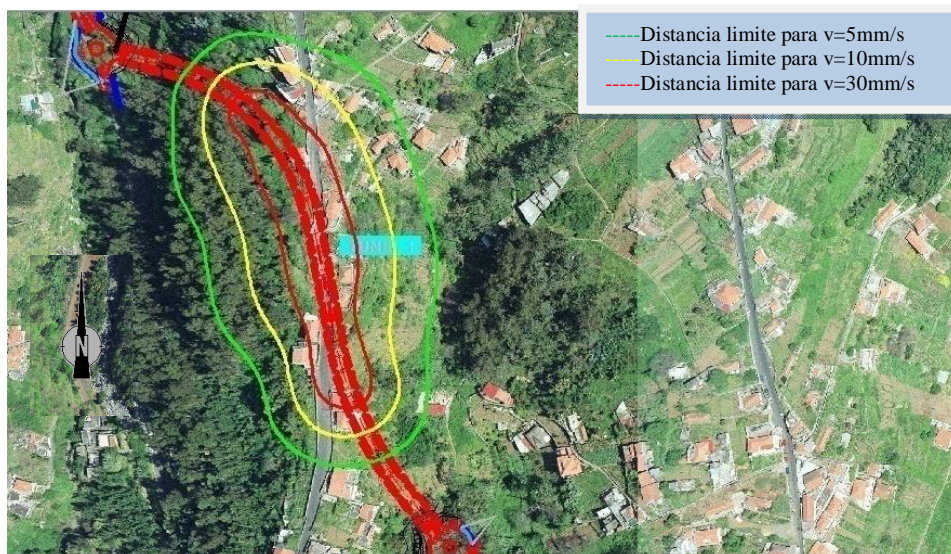 -----Distancia limite para v=5mm/s
-----Distancia limite para v=10mm/s
-----Distancia limite para v=30mm/s
N